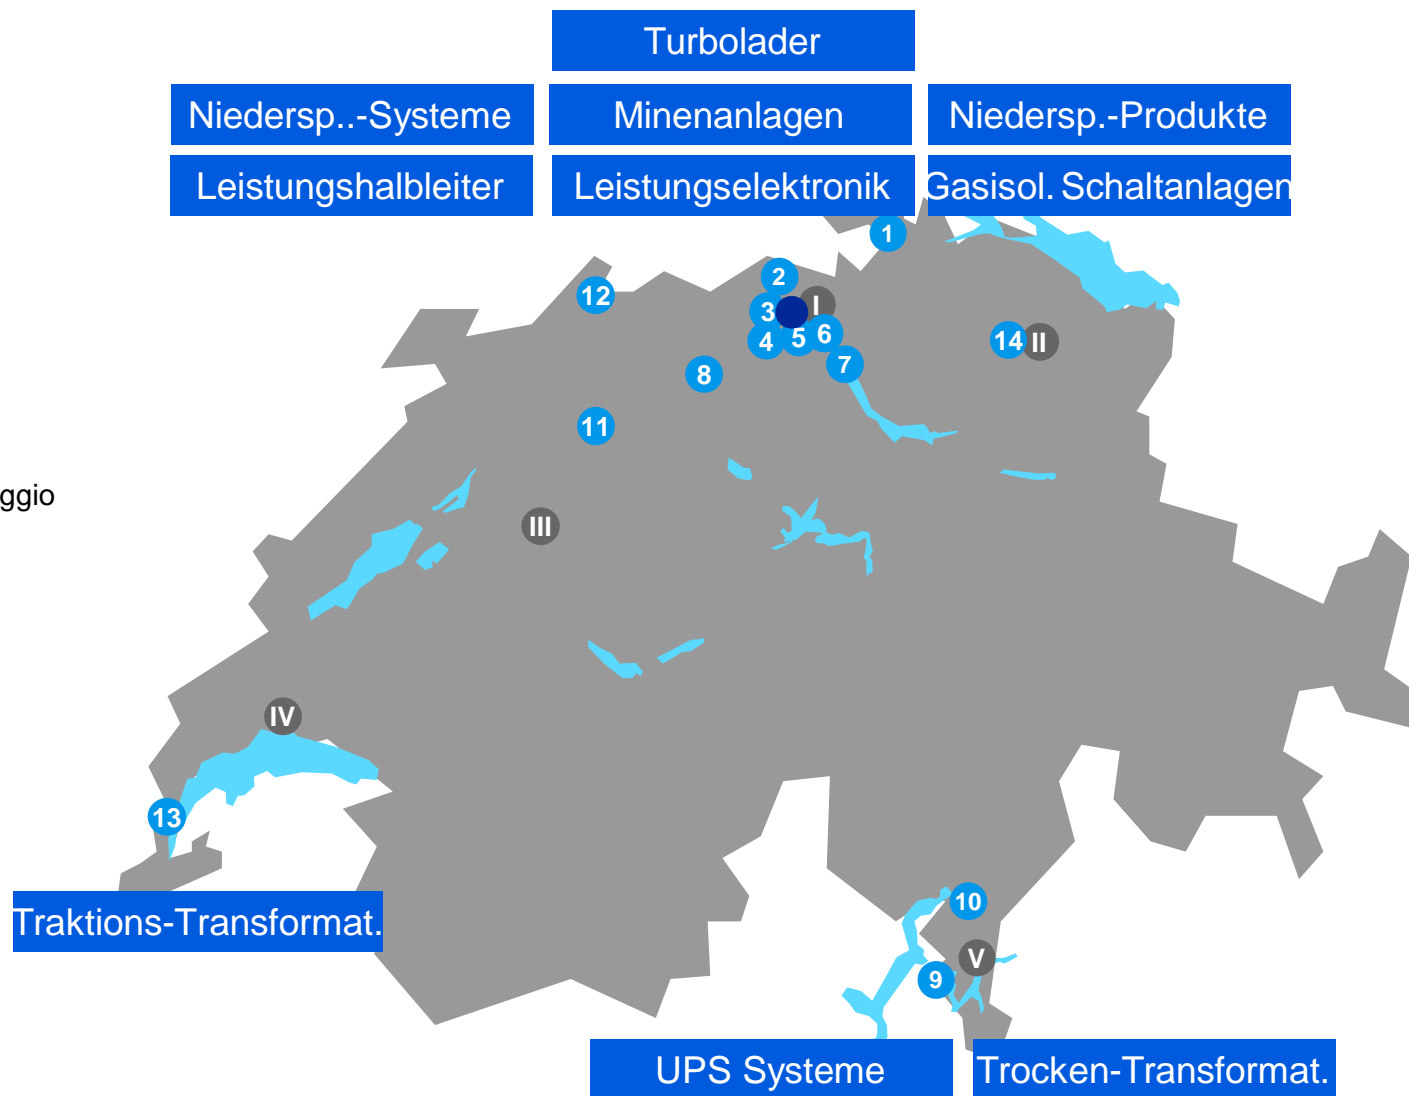 Turbolader
Niedersp..-Systeme
Minenanlagen
Niedersp.-Produkte
Leistungshalbleiter
Leistungselektronik
Gasisol. Schaltanlagen
1
2
12
I
3
5
6
4
14
II
7
8
11
ggio
III
IV
13
10
Traktions-Transformat.
V
9
UPS Systeme
Trocken-Transformat.